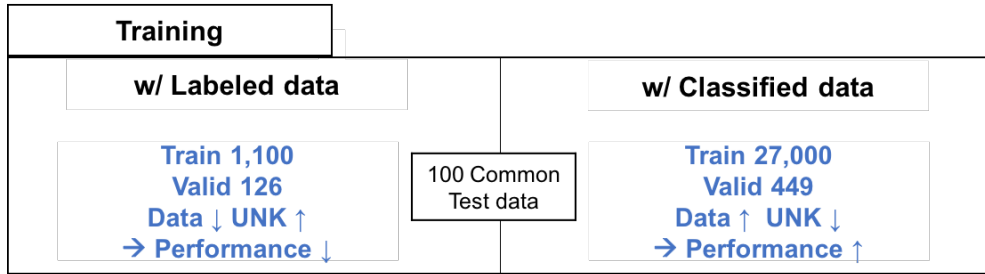 Training
w/ Labeled data
Train 1,100
Valid 126
Data ↓ UNK ↑
→ Performance ↓
100 Common
Test data
w/ Classified data
Train 27,000
Valid 449
Data ↑ UNK ↓
→ Performance ↑